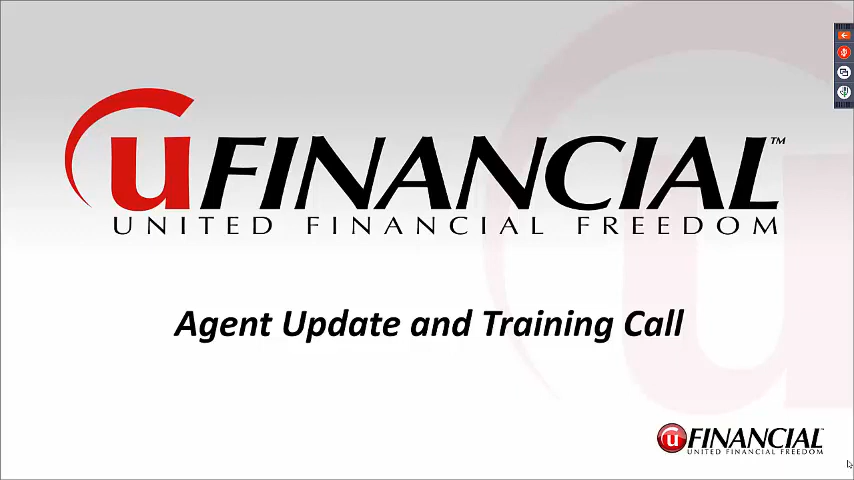 uFINANCIAL™
UNITED FINANCIAL FREEDOM
Agent Update and Training Call
uFINANCIAL™
UNITED FINANCIAL FREEDOM